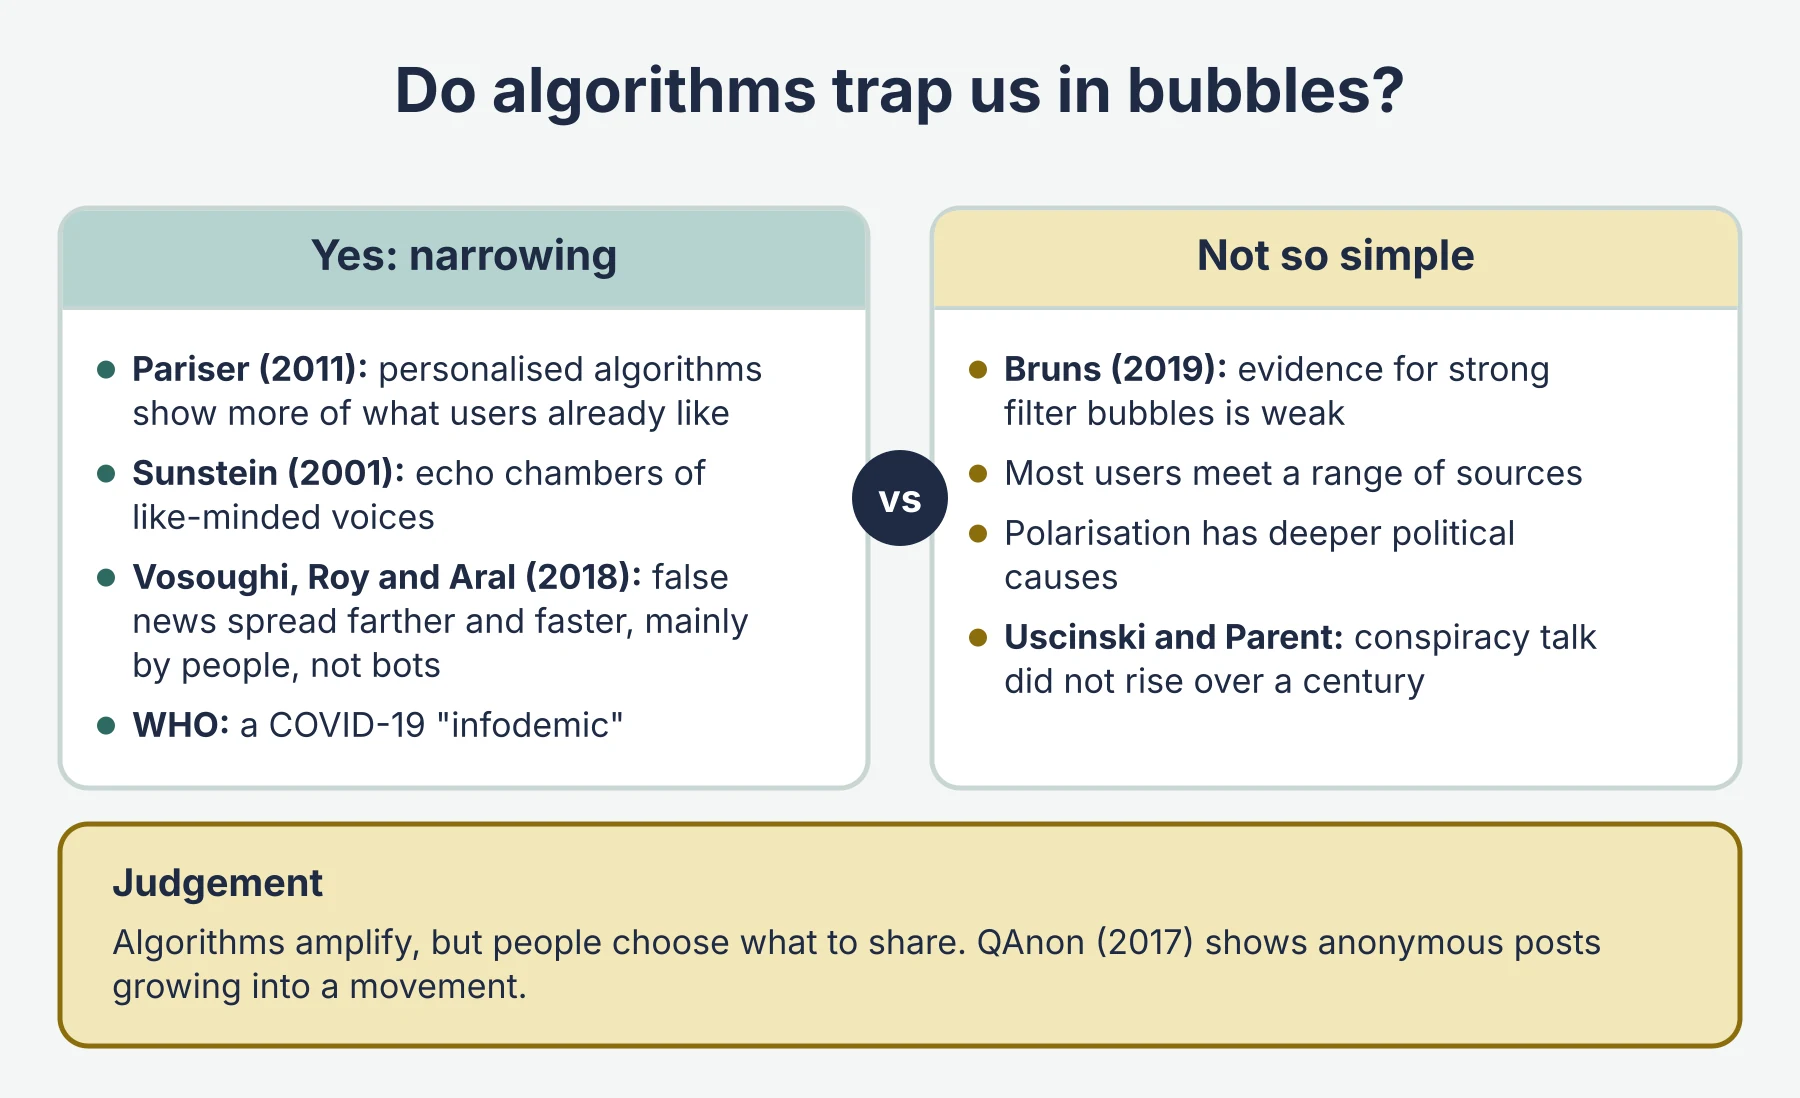 Do algorithms trap us in bubbles?
Yes: narrowing
Pariser (2011): personalised algorithms
show more of what users already like
Sunstein (2001): echo chambers of
like-minded voices
Vosoughi, Roy and Aral (2018): false
news spread farther and faster, mainly
by people, not bots
WHO: a COVID-19 "infodemic"
vs
Not so simple
Bruns (2019): evidence for strong
filter bubbles is weak
Most users meet a range of sources
Polarisation has deeper political
causes
Uscinski and Parent: conspiracy talk
did not rise over a century
Judgement
Algorithms amplify, but people choose what to share. QAnon (2017) shows anonymous posts
growing into a movement.